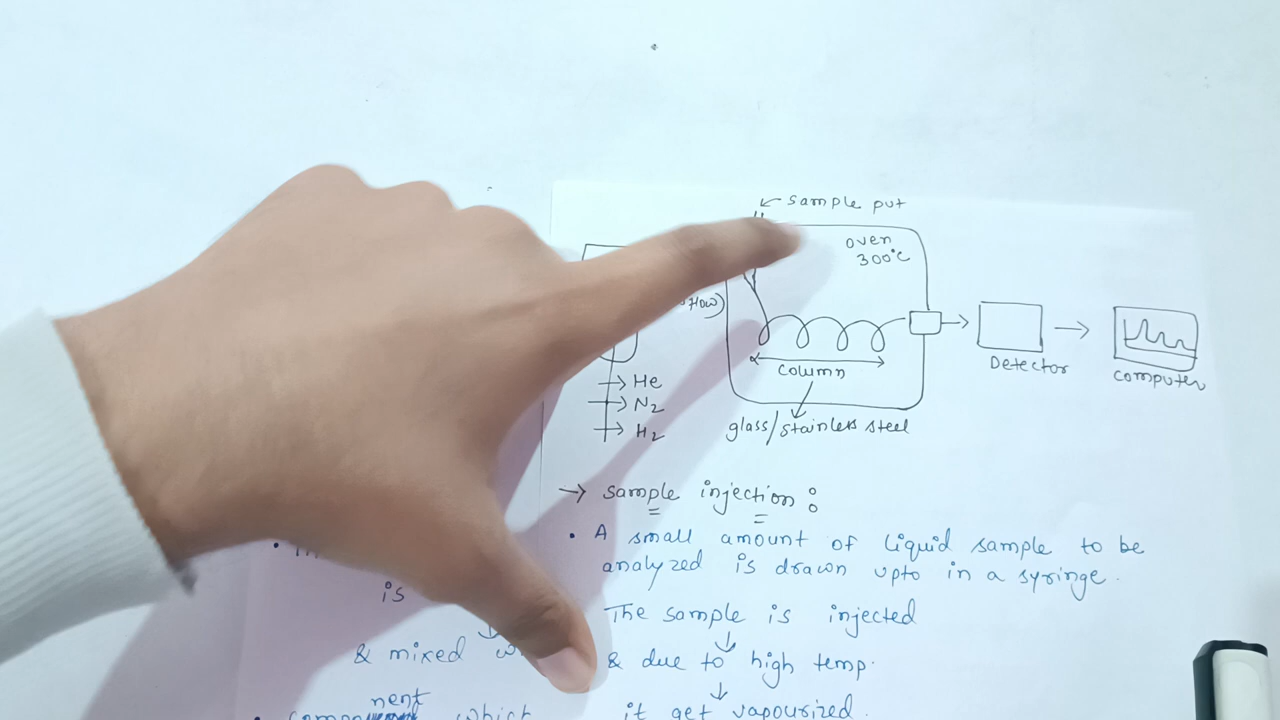 sample put
oven
300°C
Flow)
column
Detector
computer
He
N2
H2
glass/stainless steel
→ sample injection :
• A small amount of liquid sample to be
analyzed is drawn upto in a syringe.
is
The sample is injected
& mixed
& due to high temp.
nent
which
it get vapourized.